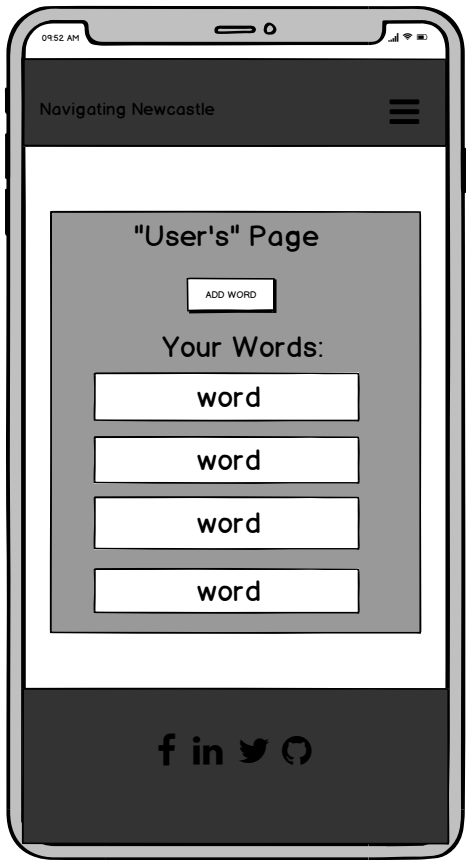 09:52 AM
Navigating Newcastle
"User's" Page
ADD WORD
Your Words:
word
word
word
word